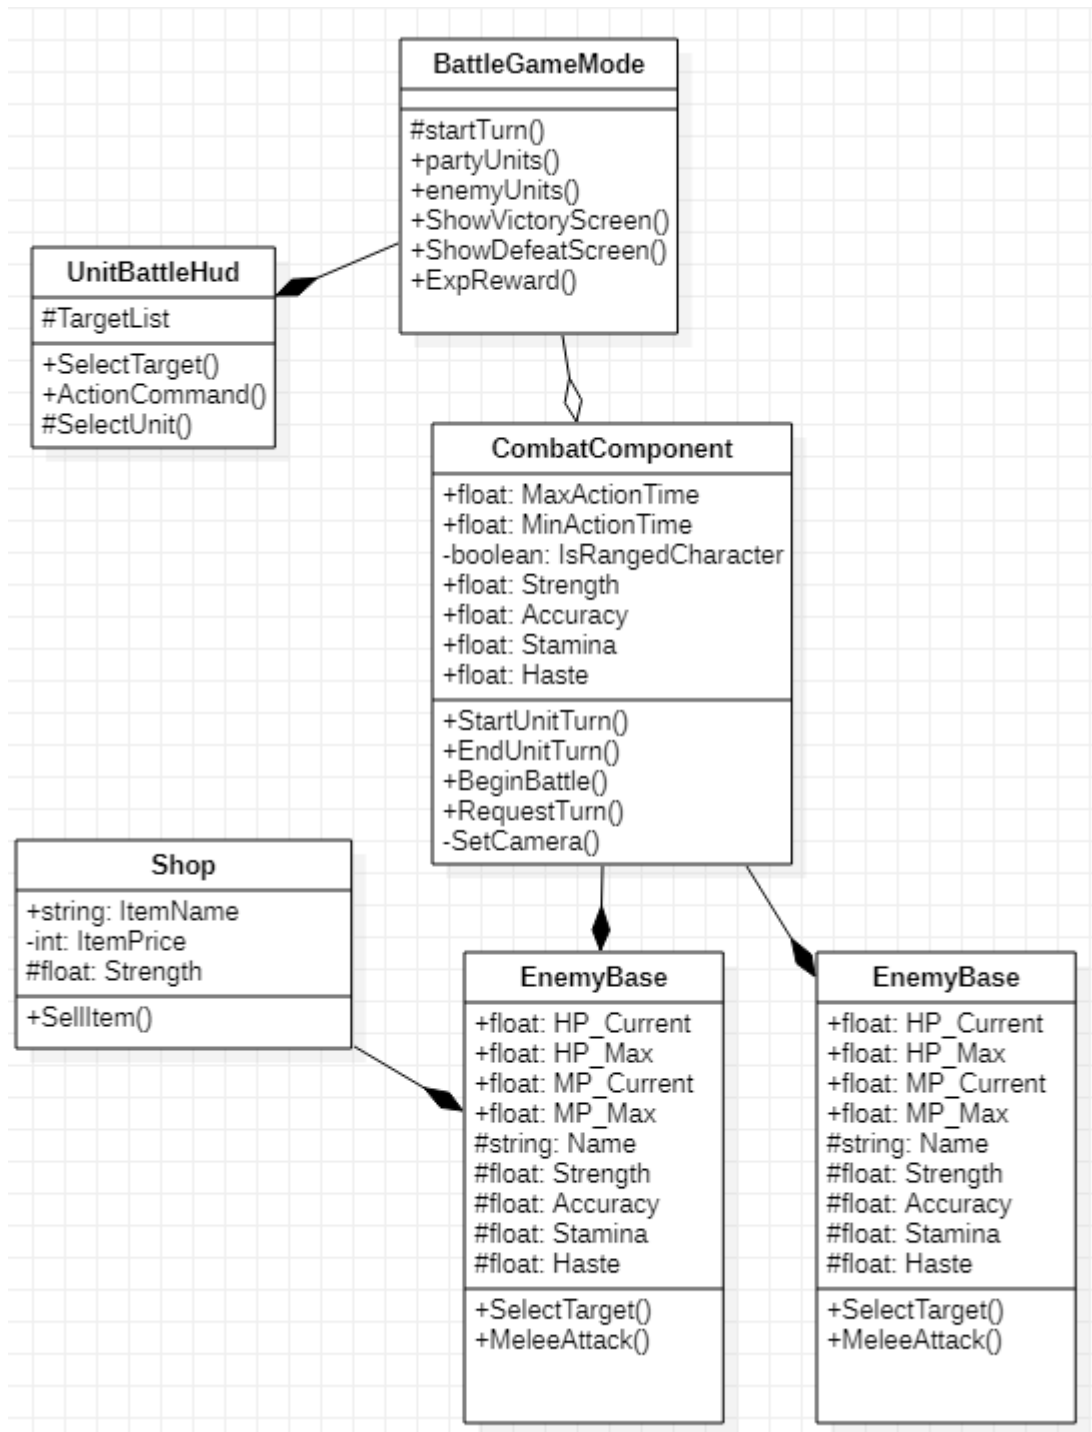 BattleGameMode
#startTurn()
+partyUnits()
+enemyUnits()
+ShowVictoryScreen()
+ShowDefeatScreen()
+ExpReward()
UnitBattleHud
#TargetList
+SelectTarget()
+ActionCommand()
#SelectUnit()
CombatComponent
+float: MaxActionTime
+float: MinActionTime
-boolean: IsRangedCharacter
+float: Strength
+float: Accuracy
+float: Stamina
+float: Haste
+StartUnitTurn()
+EndUnitTurn()
+BeginBattle()
+RequestTurn()
-SetCamera()
Shop
+string: ItemName
-int: ItemPrice
#float: Strength
+SellItem()
EnemyBase
+float: HP_Current
+float: HP_Max
+float: MP_Current
+float: MP_Max
#string: Name
#float: Strength
#float: Accuracy
#float: Stamina
#float: Haste
+SelectTarget()
+MeleeAttack()
EnemyBase
+float: HP_Current
+float: HP_Max
+float: MP_Current
+float: MP_Max
#string: Name
#float: Strength
#float: Accuracy
#float: Stamina
#float: Haste
+SelectTarget()
+MeleeAttack()